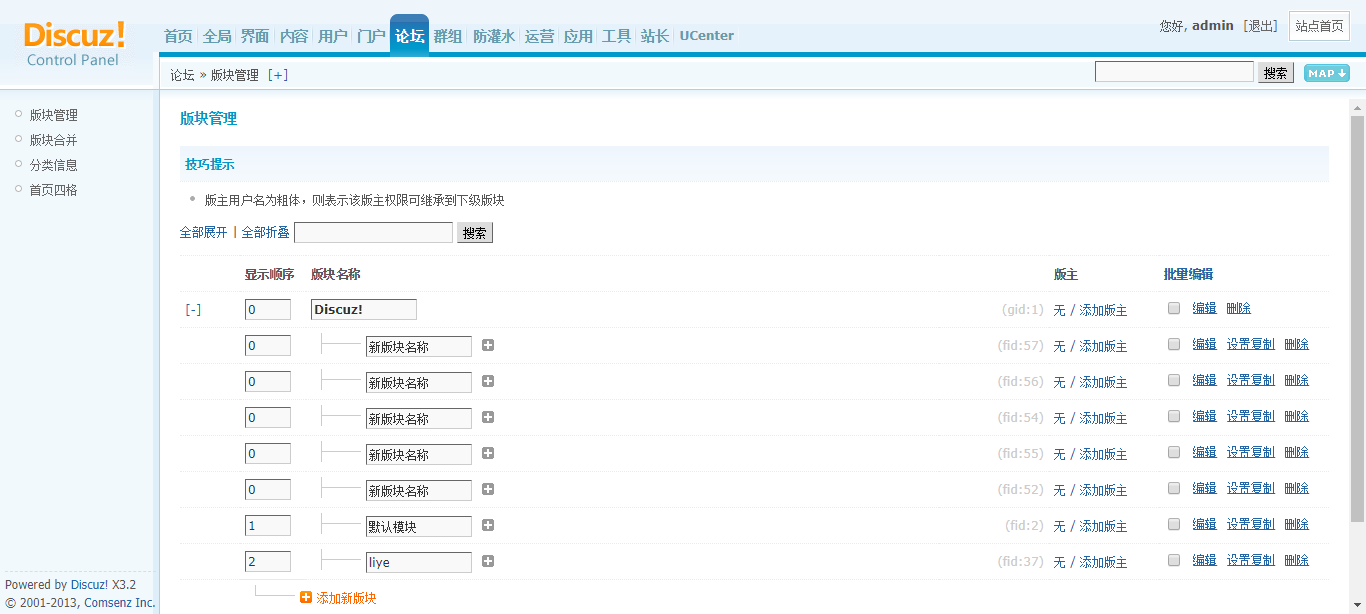 Discuz!
Control Panel
首页 全局 界面 内容 用户 门户 论坛 群组 防灌水 运营 应用 工具 站长 UCenter
您好, admin [退出] 站点首页
论坛 » 版块管理 [+] 搜索 MAP
版块管理
版块合并
分类信息
首页四格
版块管理
技巧提示
版主用户名为粗体，则表示该版主权限可继承到下级版块
全部展开 | 全部折叠 搜索
显示顺序 版块名称 版主 批量编辑
[-] 0 Discuz! (gid:1) 无 / 添加版主 编辑 删除
0 新版块名称 (fid:57) 无 / 添加版主 编辑 设置复制 删除
0 新版块名称 (fid:56) 无 / 添加版主 编辑 设置复制 删除
0 新版块名称 (fid:54) 无 / 添加版主 编辑 设置复制 删除
0 新版块名称 (fid:55) 无 / 添加版主 编辑 设置复制 删除
0 新版块名称 (fid:52) 无 / 添加版主 编辑 设置复制 删除
1 默认模块 (fid:2) 无 / 添加版主 编辑 设置复制 删除
2 liye (fid:37) 无 / 添加版主 编辑 设置复制 删除
添加新版块
Powered by Discuz! X3.2
© 2001-2013, Comsenz Inc.